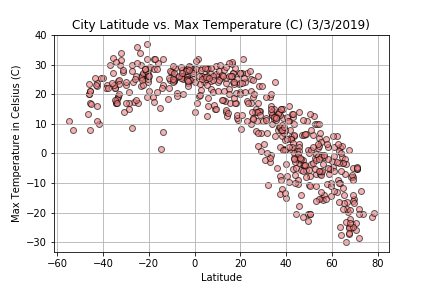 City Latitude vs. Max Temperature (C) (3/3/2019)
Max Temperature in Celsius (C)
40
30
20
10
0
−10
−20
−30
−60 −40 −20 0 20 40 60 80
Latitude